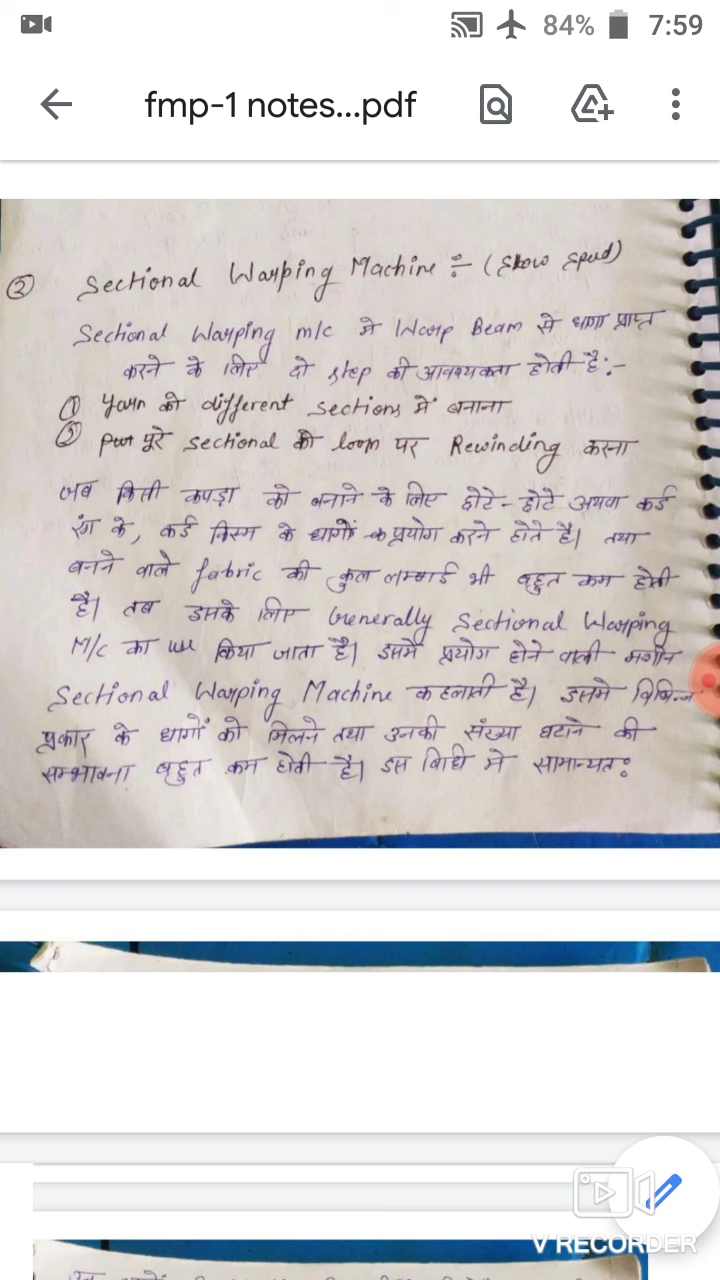 84% 7:59
fmp-1 notes...pdf
② Sectional Warping Machine ÷ (Slow Speed)
Sectional Warping m/c मे Warp Beam से धागा प्राप्त
करने के लिए दो step की आवश्यकता होती है:-
① Yarn को different sections में बनाना
② पूरे sectional को loom पर Rewinding करना
जब किसी कपड़ा को बनाने के लिए छोटे-छोटे अथवा कई
रंग के, कई किस्म के धागों का प्रयोग करने होते है। तथा
बनने वाले fabric की कुल लम्बाई भी बहुत कम होती
है। तब इसके लिए Generally Sectional Warping
M/c का use किया जाता है। इसमे प्रयोग होने वाली मशीन
Sectional Warping Machine कहलाती है। इसमे विभिन्न
प्रकार के धागों को मिलने तथा उनकी संख्या घटाने की
सम्भावना बहुत कम होती है। इस विधि मे सामान्यतः
V RECORDER